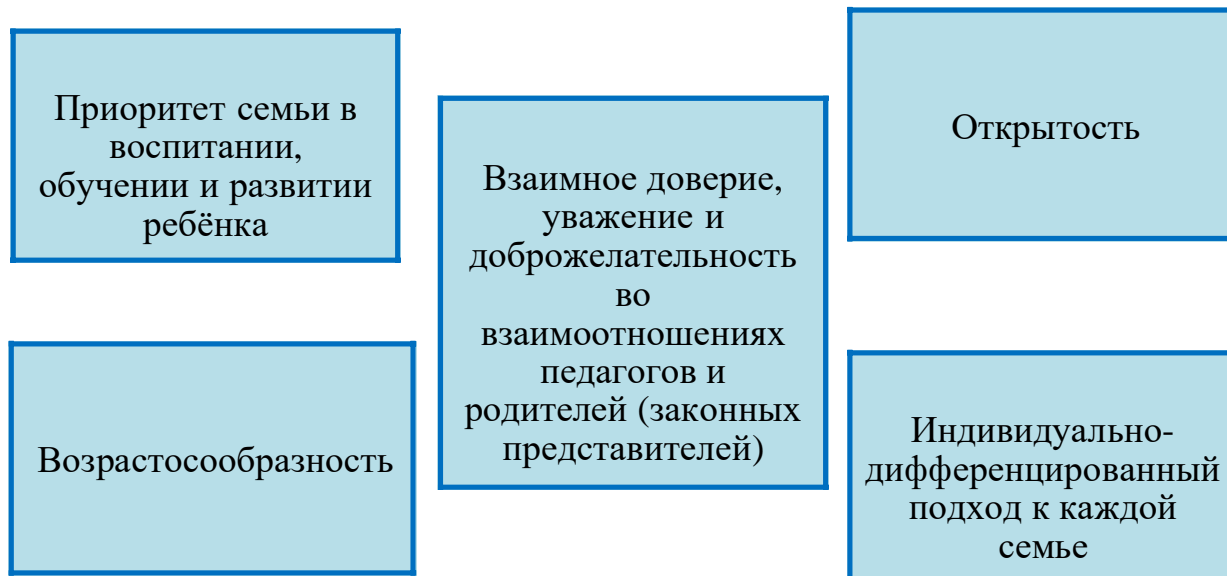 Приоритет семьи в
воспитании,
обучении и развитии
ребёнка
Взаимное доверие,
уважение и
доброжелательность
во
взаимоотношениях
педагогов и
родителей (законных
представителей)
Открытость
Возрастосообразность
Индивидуально-
дифференцированный
подход к каждой
семье